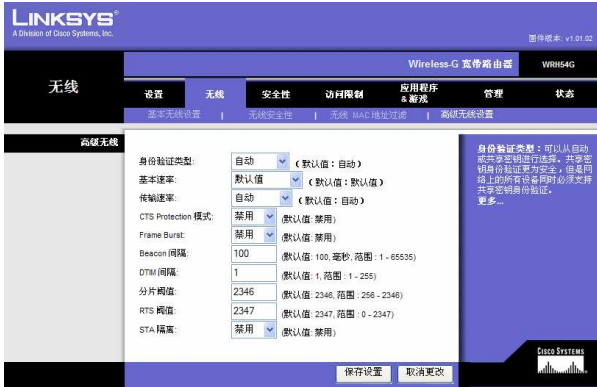 LINKSYS®
A Division of Cisco Systems, Inc.
固件版本: v1.01.02
Wireless-G 宽带路由器 WRH54G
无线
设置 无线 安全性 访问限制 应用程序 & 游戏 管理 状态
基本无线设置 | 无线安全性 | 无线 MAC 地址过滤 | 高级无线设置
高级无线
身份验证类型: 自动 (默认值：自动)
基本速率: 默认值 (默认值：默认值)
传输速率: 自动 (默认值：自动)
CTS Protection 模式: 禁用 (默认值: 禁用)
Frame Burst: 禁用 (默认值: 禁用)
Beacon 间隔: 100 (默认值: 100, 毫秒, 范围 : 1 - 65535)
DTIM 间隔: 1 (默认值: 1, 范围 : 1 - 255)
分片阈值: 2346 (默认值: 2346, 范围 : 256 - 2346)
RTS 阈值: 2347 (默认值: 2347, 范围 : 0 - 2347)
STA 隔离: 禁用 (默认值: 禁用)
身份验证类型：可以从自动
或共享密钥进行选择。共享密
钥身份验证更为安全，但是网
络上的所有设备同时必须支持
共享密钥身份验证。
更多...
保存设置 取消更改
CISCO SYSTEMS